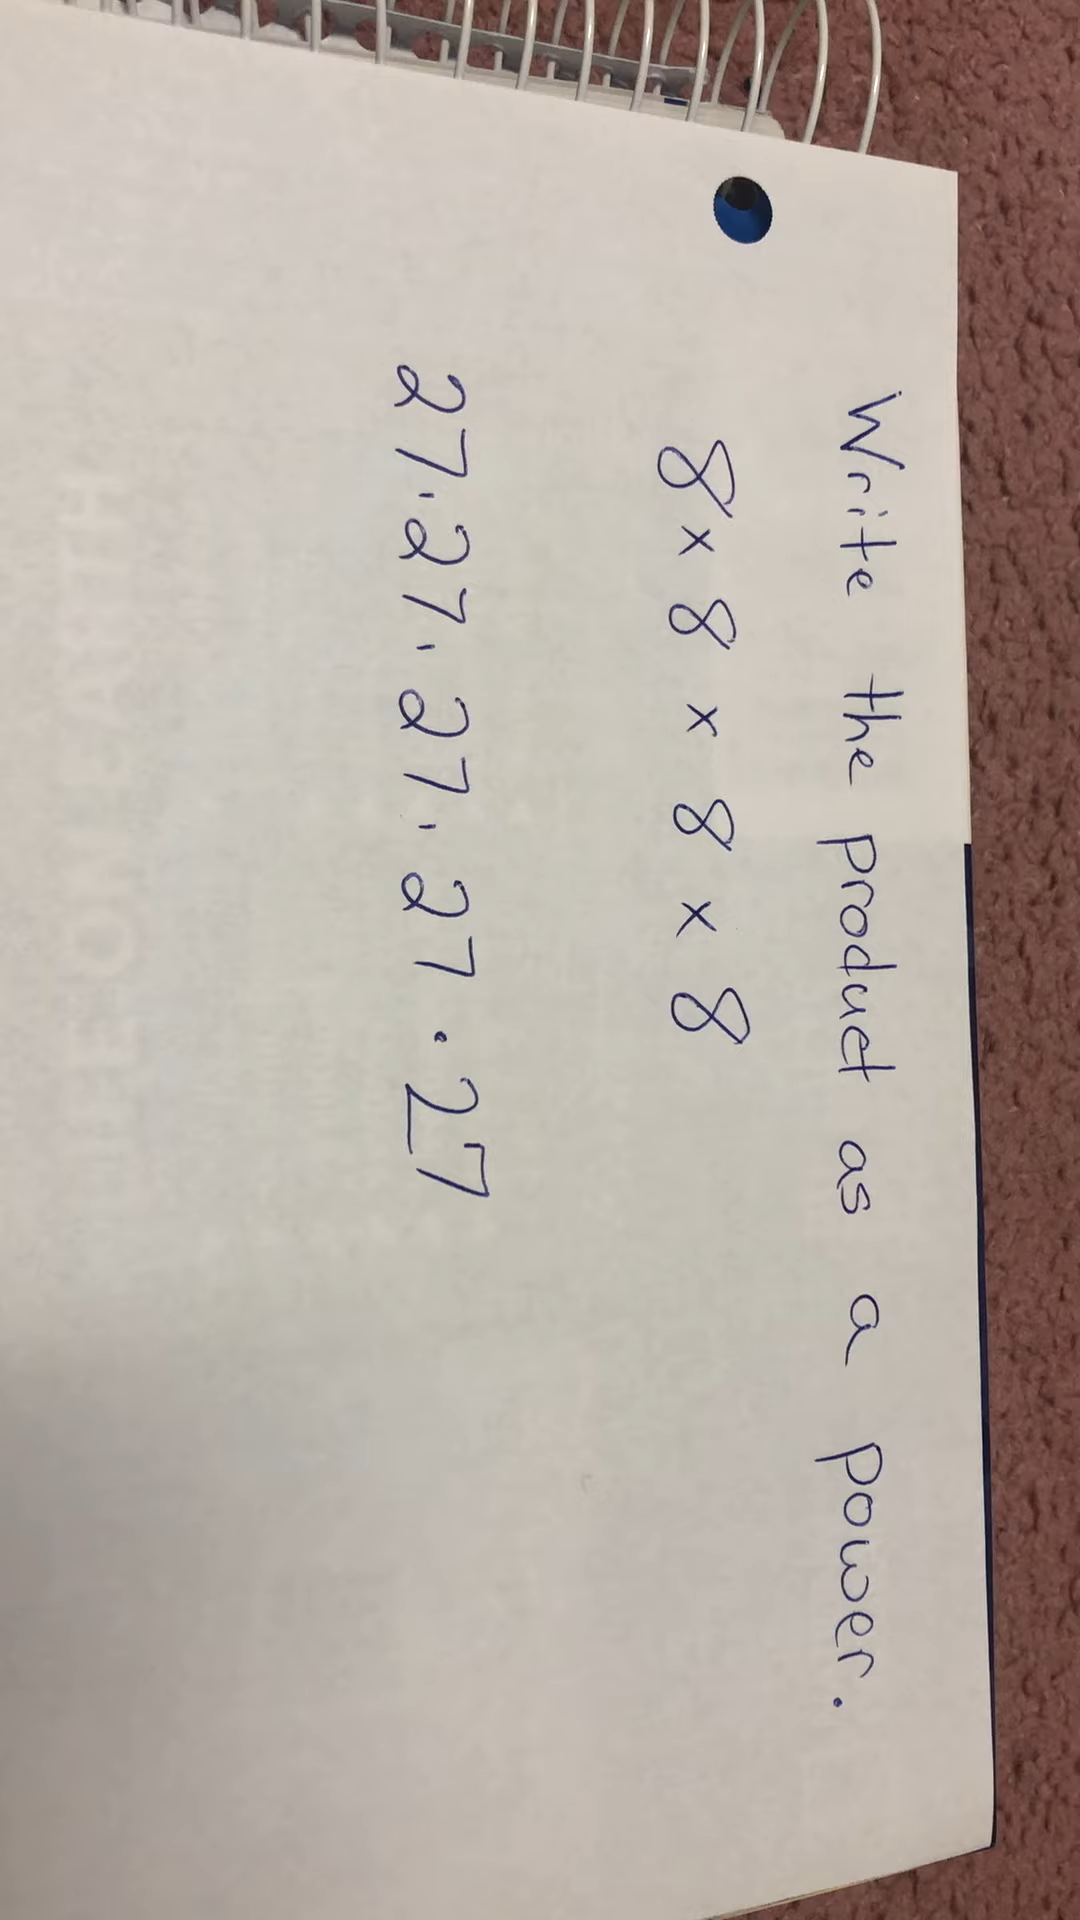 Write the product as a power.
8 × 8 × 8 × 8
27·27·27·27·27